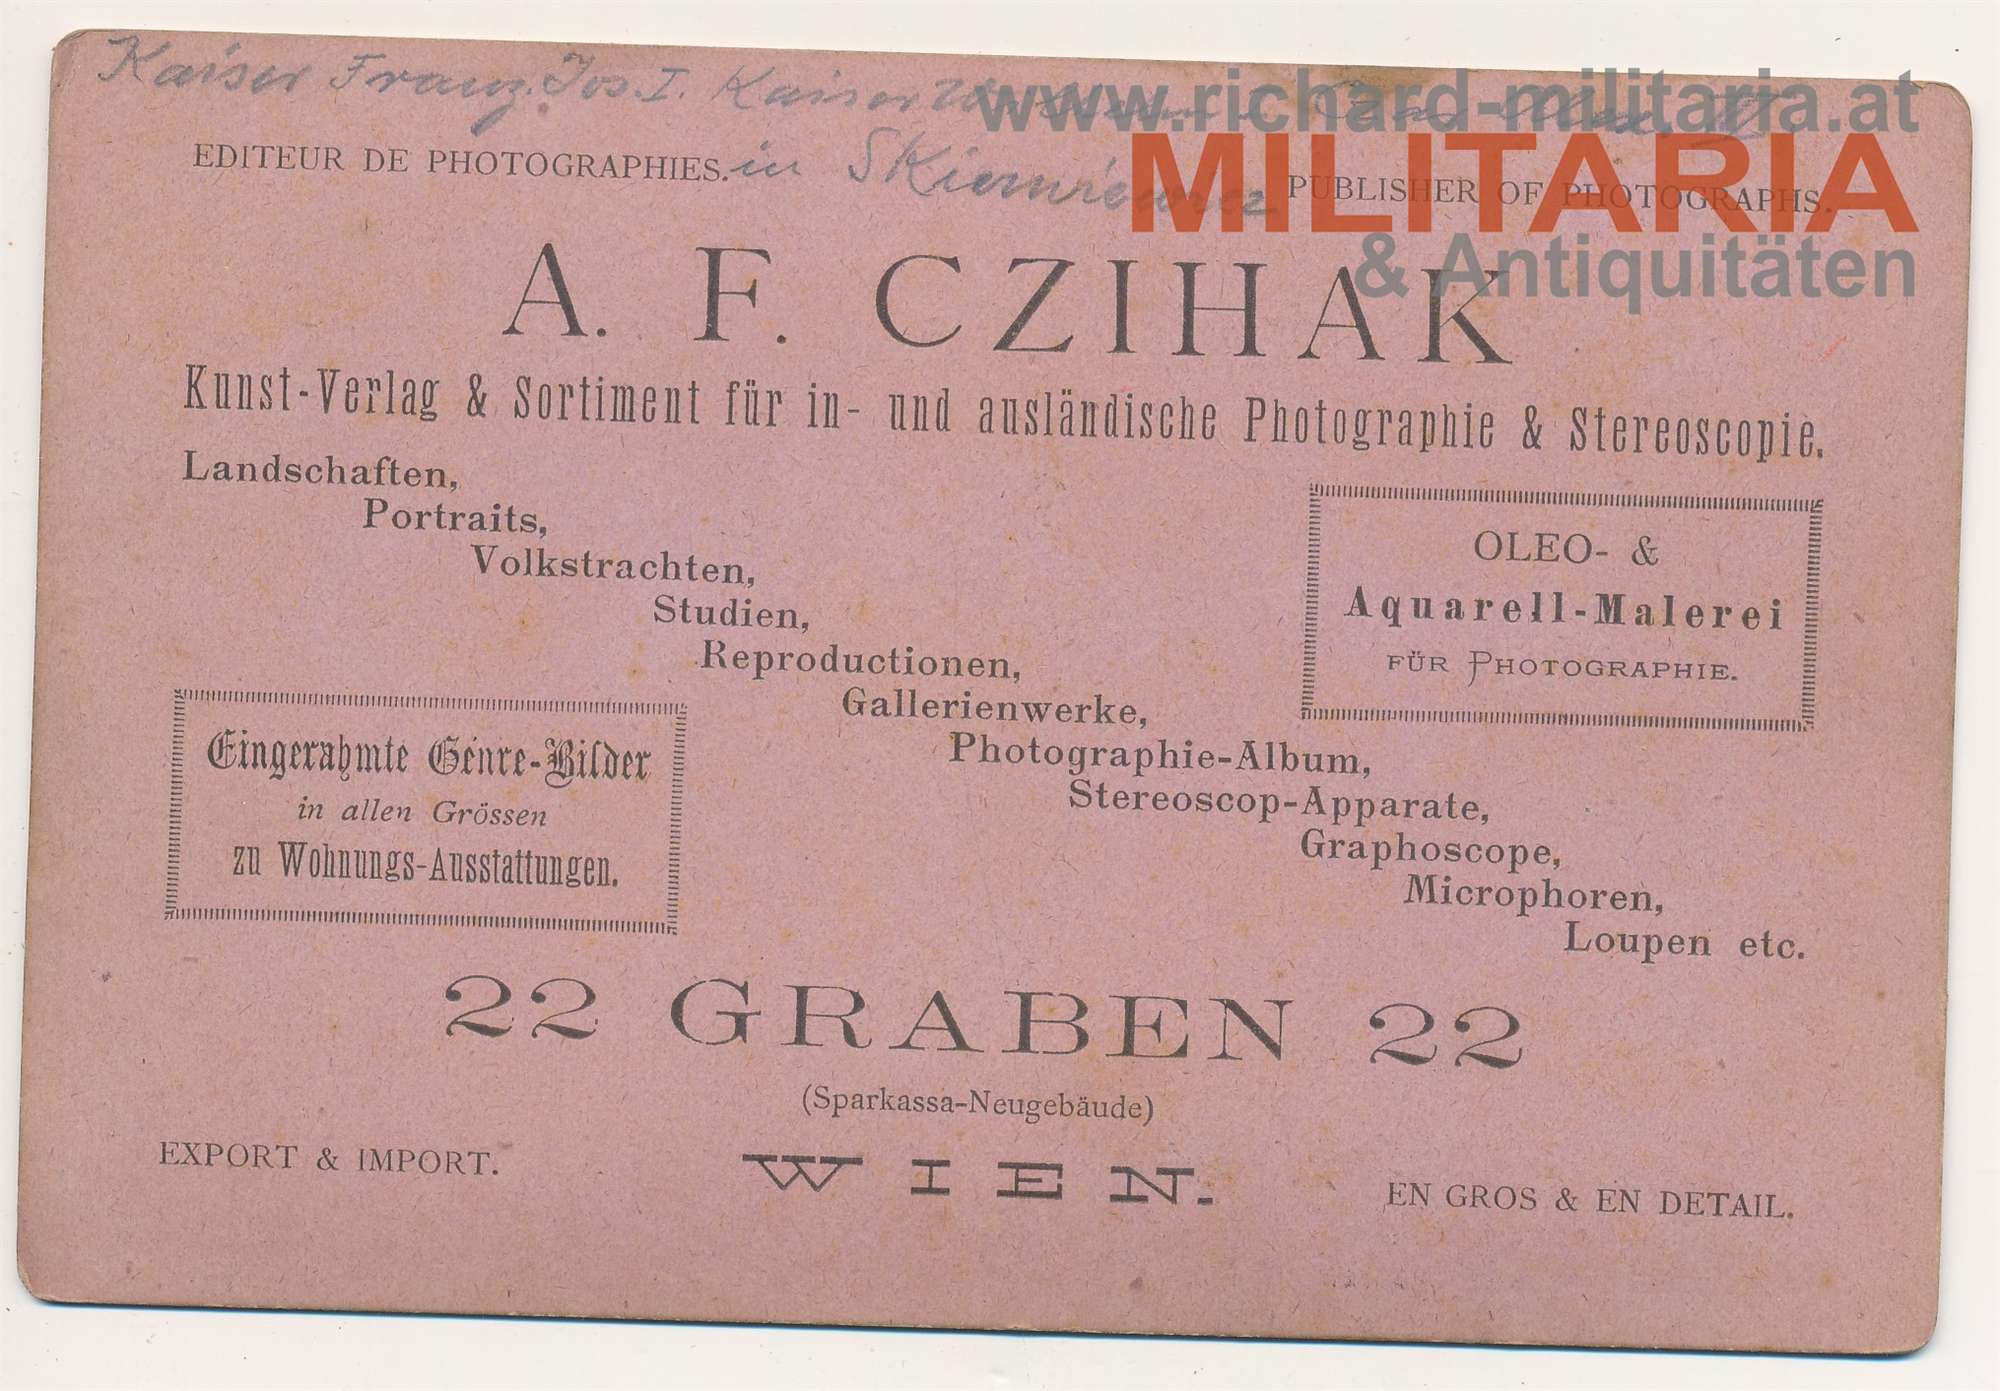 Kaiser Franz. Jos. I. Kaiser Wilhelm
www.richard-militaria.at
EDITEUR DE PHOTOGRAPHIES. in Skierniewicz PUBLISHER OF PHOTOGRAPHS.
MILITARIA
& Antiquitäten
A. F. CZIHAK
Kunst-Verlag & Sortiment für in- und ausländische Photographie & Stereoscopie.
Landschaften,
Portraits,
Volkstrachten,
Studien,
Reproductionen,
Gallerienwerke,
Photographie-Album,
Stereoscop-Apparate,
Graphoscope,
Microphoren,
Loupen etc.
OLEO- &
Aquarell-Malerei
FÜR PHOTOGRAPHIE.
Eingerahmte Genre-Bilder
in allen Grössen
zu Wohnungs-Ausstattungen.
22 GRABEN 22
(Sparkassa-Neugebäude)
EXPORT & IMPORT.
WIEN.
EN GROS & EN DETAIL.